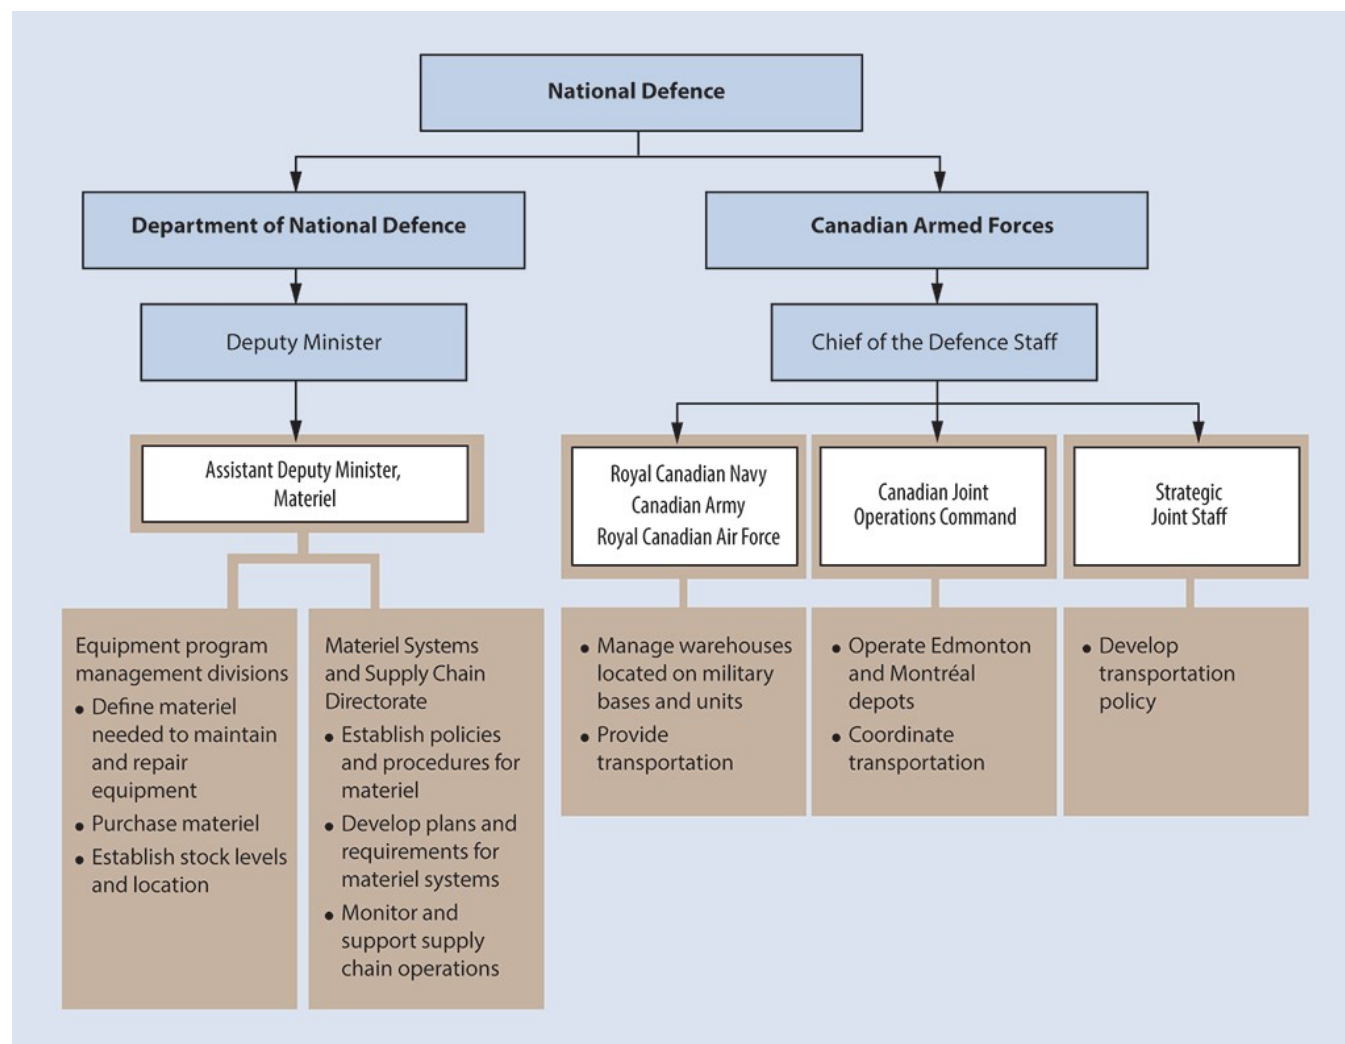 National Defence
Department of National Defence
Canadian Armed Forces
Deputy Minister
Chief of the Defence Staff
Assistant Deputy Minister,
Materiel
Royal Canadian Navy
Canadian Army
Royal Canadian Air Force
Canadian Joint
Operations Command
Strategic
Joint Staff
Equipment program
management divisions
• Define materiel
needed to maintain
and repair
equipment
• Purchase materiel
• Establish stock levels
and location
Materiel Systems
and Supply Chain
Directorate
• Establish policies
and procedures for
materiel
• Develop plans and
requirements for
materiel systems
• Monitor and
support supply
chain operations
• Manage warehouses
located on military
bases and units
• Provide
transportation
• Operate Edmonton
and Montréal
depots
• Coordinate
transportation
• Develop
transportation
policy